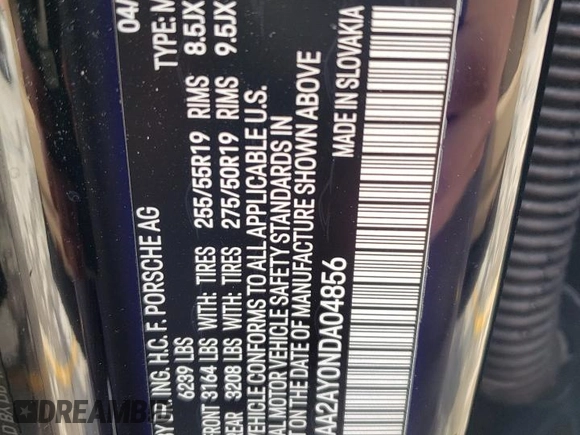 04/
BY DR. ING. H.C. F. PORSCHE AG TYPE: M
6239 LBS
FRONT 3164 LBS WITH: TIRES 255/55R19 RIMS 8.5JX
REAR 3208 LBS WITH: TIRES 275/50R19 RIMS 9.5JX
VEHICLE CONFORMS TO ALL APPLICABLE U.S.
MOTOR VEHICLE SAFETY STANDARDS IN
ON THE DATE OF MANUFACTURE SHOWN ABOVE
AA2AY0NDA04856 MADE IN SLOVAKIA
DREAMB